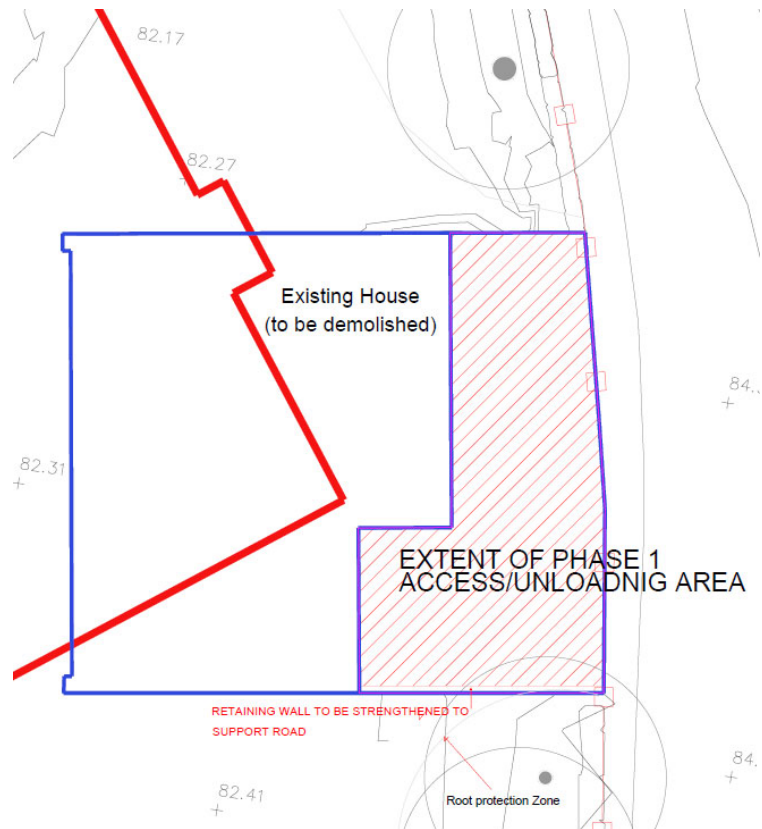 82.17
82.27
Existing House
(to be demolished)
82.31
EXTENT OF PHASE 1
ACCESS/UNLOADNIG AREA
RETAINING WALL TO BE STRENGTHENED TO
SUPPORT ROAD
Root protection Zone
82.41